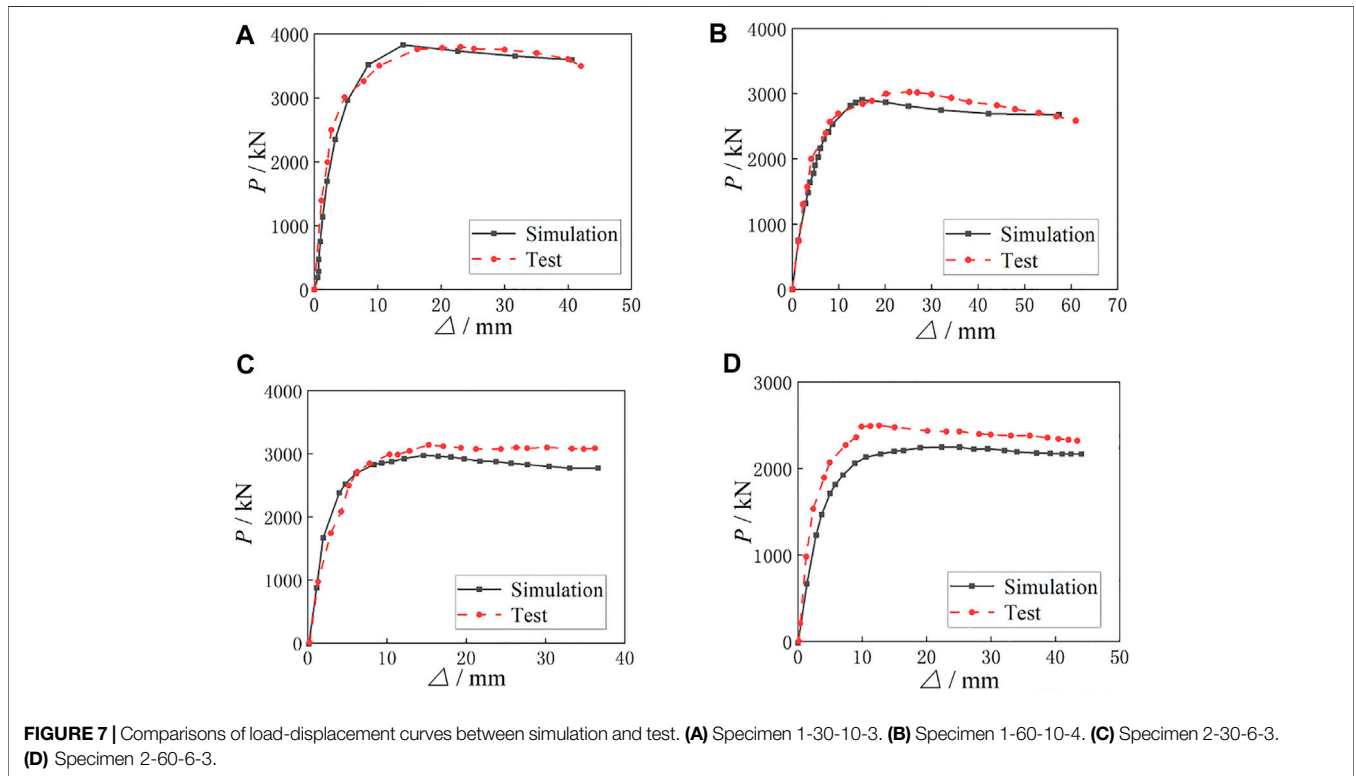 A
4000
3000
2000
1000
0
P / kN
Simulation
Test
0 10 20 30 40 50
△ / mm
B
4000
3000
2000
1000
0
P / kN
Simulation
Test
0 10 20 30 40 50 60 70
△ / mm
C
4000
3000
2000
1000
0
P / kN
Simulation
Test
0 10 20 30 40
△ / mm
D
3000
2000
1000
0
P / kN
Simulation
Test
0 10 20 30 40 50
△ / mm
FIGURE 7 | Comparisons of load-displacement curves between simulation and test. (A) Specimen 1-30-10-3. (B) Specimen 1-60-10-4. (C) Specimen 2-30-6-3.
(D) Specimen 2-60-6-3.